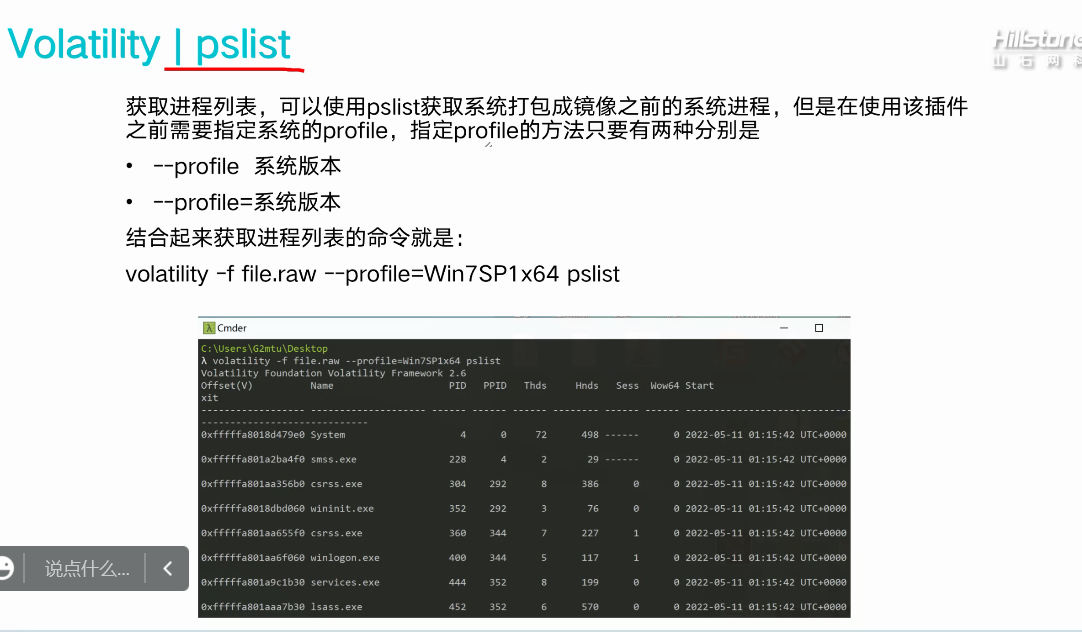 Volatility | pslist
Hillstone
山石网科
获取进程列表，可以使用pslist获取系统打包成镜像之前的系统进程，但是在使用该插件
之前需要指定系统的profile，指定profile的方法只要有两种分别是
• --profile 系统版本
• --profile=系统版本
结合起来获取进程列表的命令就是：
volatility -f file.raw --profile=Win7SP1x64 pslist
λ Cmder
C:\Users\G2mtu\Desktop
λ volatility -f file.raw --profile=Win7SP1x64 pslist
Volatility Foundation Volatility Framework 2.6
Offset(V) Name PID PPID Thds Hnds Sess Wow64 Start
xit
------------------ -------------------- ------ ------ ------ -------- ------ ------ -----------------------------
-----------------------------
0xfffffa8018d479e0 System 4 0 72 498 ------ 0 2022-05-11 01:15:42 UTC+0000
0xfffffa801a2ba4f0 smss.exe 228 4 2 29 ------ 0 2022-05-11 01:15:42 UTC+0000
0xfffffa801aa356b0 csrss.exe 304 292 8 386 0 0 2022-05-11 01:15:42 UTC+0000
0xfffffa8018dbd060 wininit.exe 352 292 3 76 0 0 2022-05-11 01:15:42 UTC+0000
0xfffffa801aa655f0 csrss.exe 360 344 7 227 1 0 2022-05-11 01:15:42 UTC+0000
0xfffffa801aa6f060 winlogon.exe 400 344 5 117 1 0 2022-05-11 01:15:42 UTC+0000
0xfffffa801a9c1b30 services.exe 444 352 8 199 0 0 2022-05-11 01:15:42 UTC+0000
0xfffffa801aaa7b30 lsass.exe 452 352 6 570 0 0 2022-05-11 01:15:42 UTC+0000
说点什么...